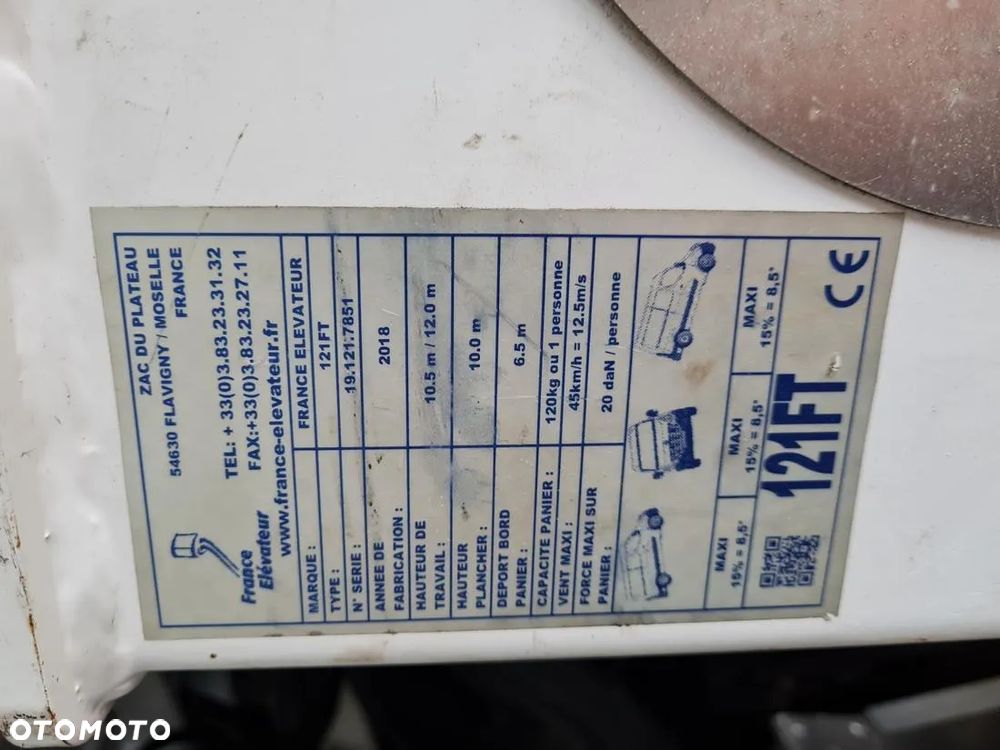 France
Elévateur
ZAC DU PLATEAU
54630 FLAVIGNY / MOSELLE
FRANCE
TEL: + 33(0)3.83.23.31.32
FAX:+33(0)3.83.23.27.11
www.france-elevateur.fr
MARQUE : FRANCE ELEVATEUR
TYPE : 121FT
N° SERIE : 19.121.7851
ANNEE DE
FABRICATION : 2018
HAUTEUR DE
TRAVAIL : 10.5 m / 12.0 m
HAUTEUR
PLANCHER : 10.0 m
DEPORT BORD
PANIER : 6.5 m
CAPACITE PANIER : 120kg ou 1 personne
VENT MAXI : 45km/h = 12.5m/s
FORCE MAXI SUR
PANIER : 20 daN / personne
MAXI
15% = 8,5°
MAXI
15% = 8,5°
MAXI
15% = 8,5°
121FT
CE
OTOMOTO